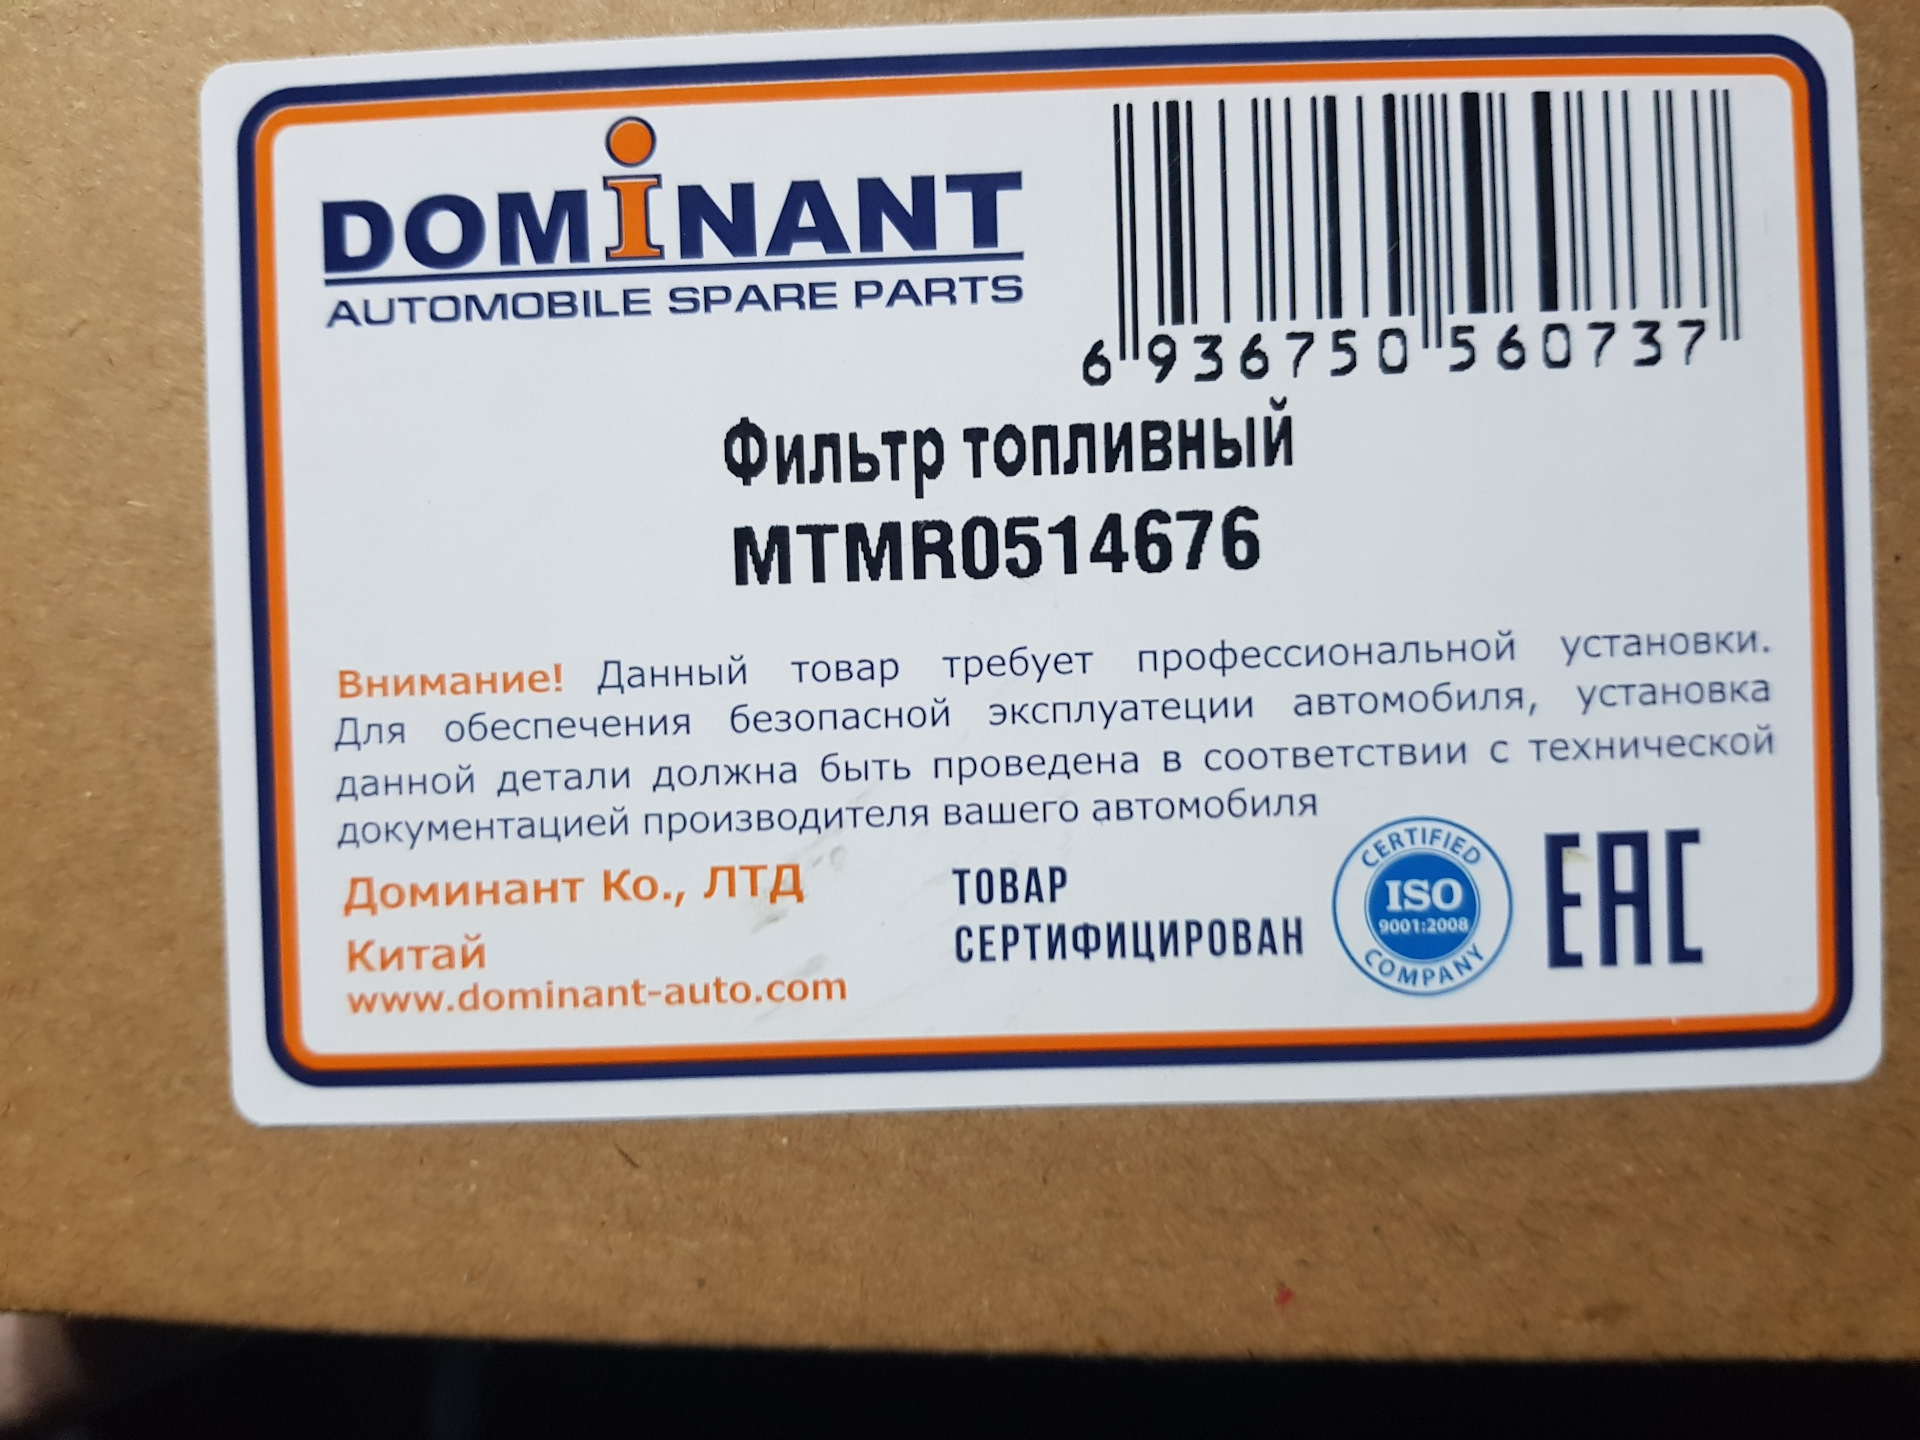 DOMiNANT
AUTOMOBILE SPARE PARTS
6 936750 560737
Фильтр топливный
MTMR0514676
Внимание! Данный товар требует профессиональной установки.
Для обеспечения безопасной эксплуатеции автомобиля, установка
данной детали должна быть проведена в соответствии с технической
документацией производителя вашего автомобиля
Доминант Ко., ЛТД
Китай
www.dominant-auto.com
ТОВАР
СЕРТИФИЦИРОВАН
CERTIFIED
ISO
9001:2008
COMPANY
EAC